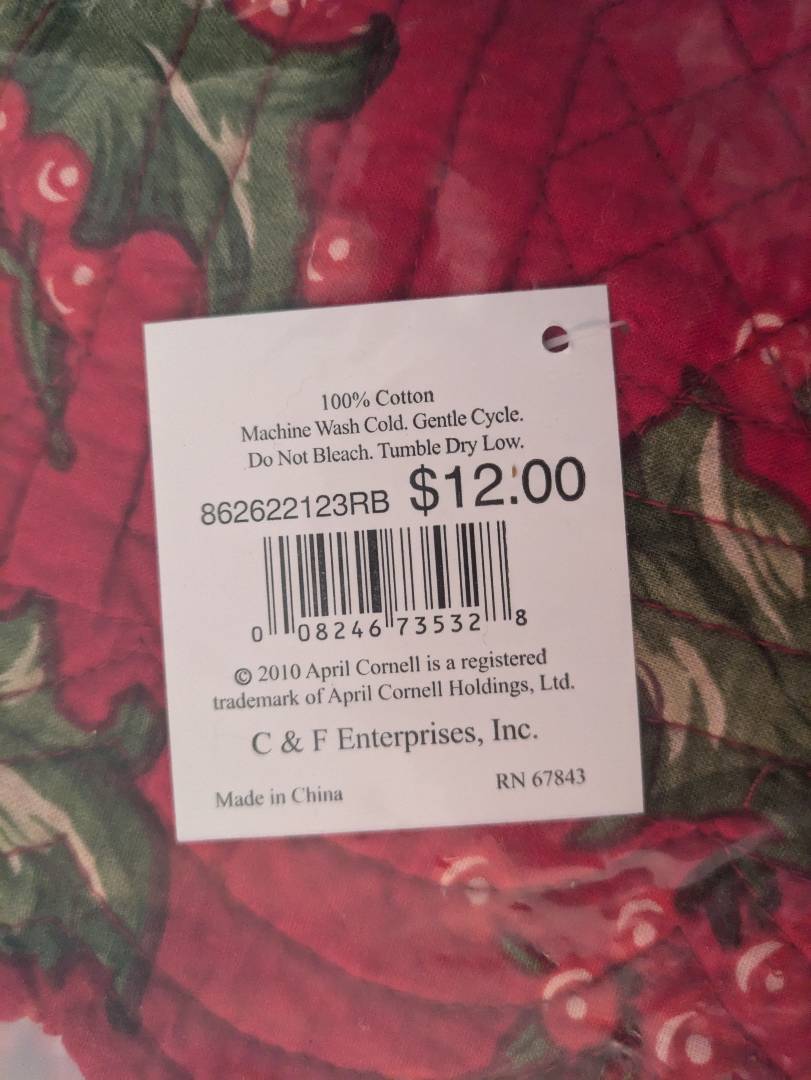 100% Cotton
Machine Wash Cold. Gentle Cycle.
Do Not Bleach. Tumble Dry Low.
862622123RB $12.00
0 08246 73532 8
© 2010 April Cornell is a registered
trademark of April Cornell Holdings, Ltd.
C & F Enterprises, Inc.
Made in China RN 67843